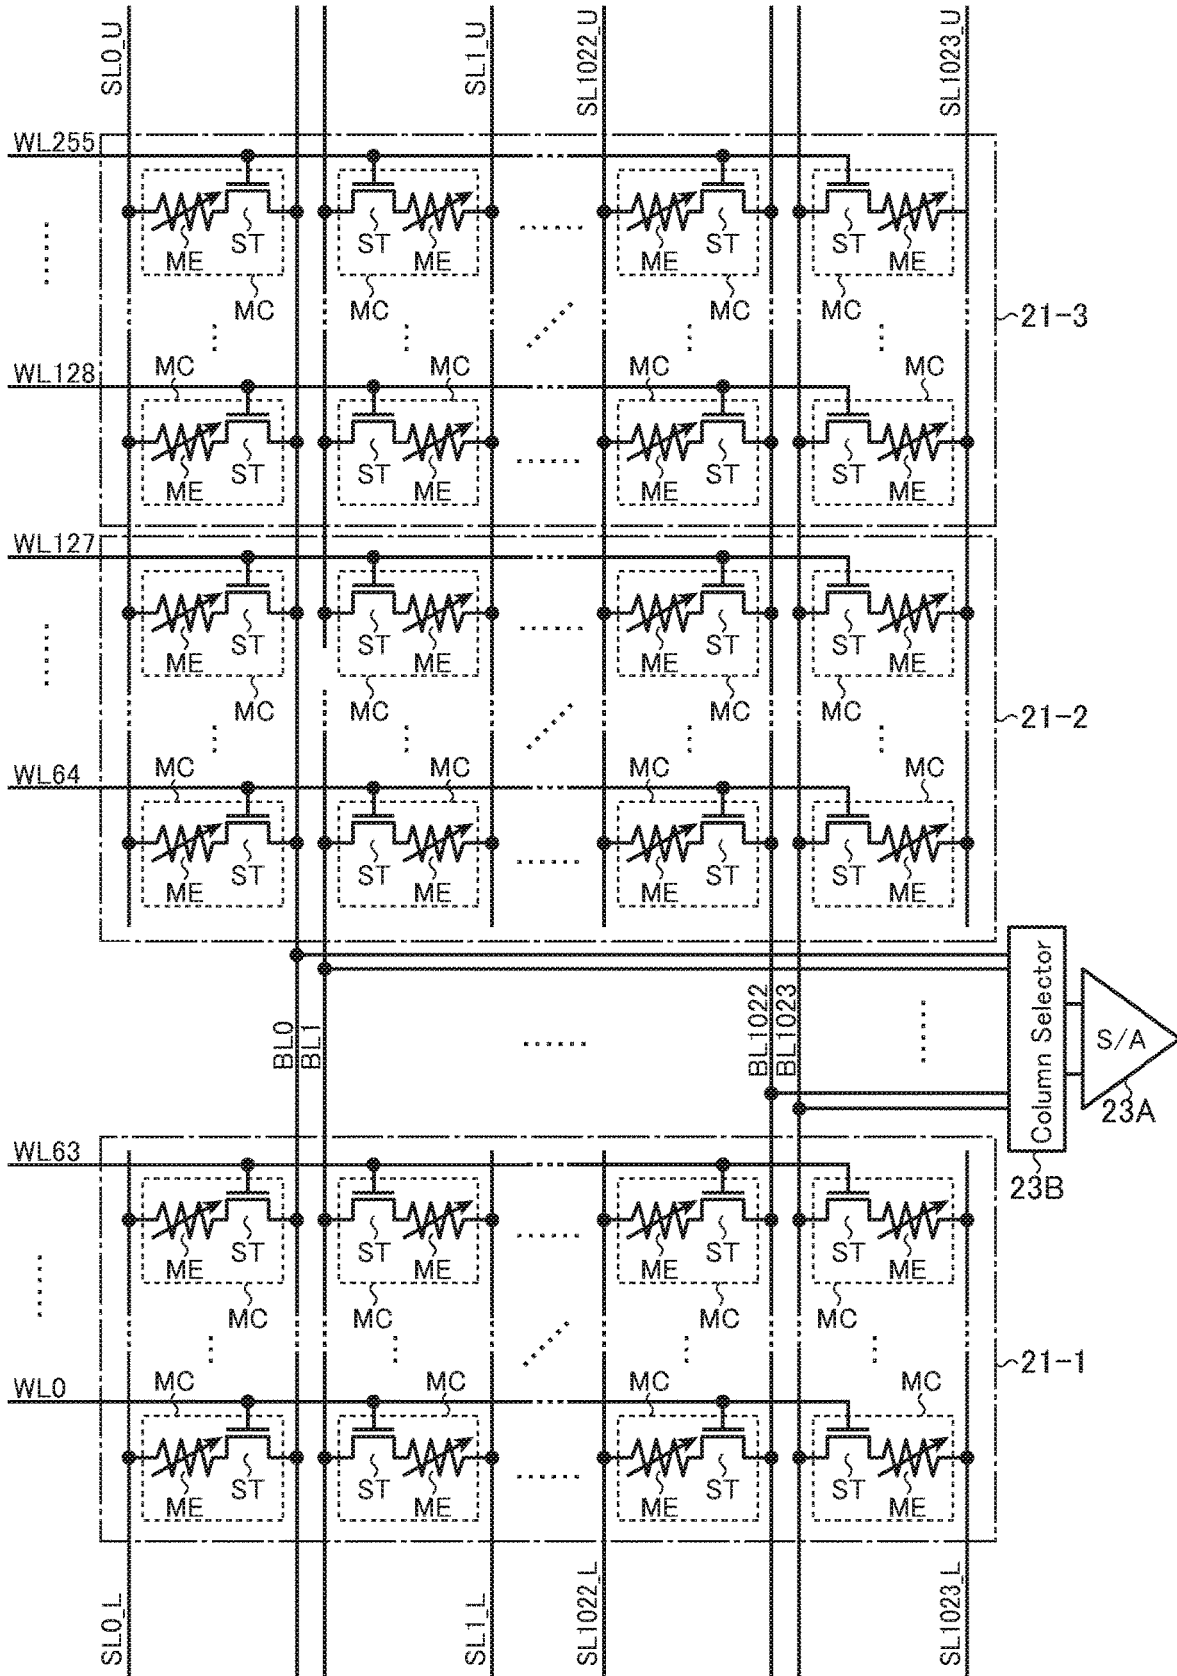 SL0_U
SL1_U
SL1022_U
SL1023_U
WL255
ME
ST
ST
ME
ME
ST
ST
ME
MC
MC
MC
MC
21-3
WL128
MC
MC
MC
MC
ME
ST
ST
ME
ME
ST
ST
ME
WL127
ME
ST
ST
ME
ME
ST
ST
ME
MC
MC
MC
MC
21-2
WL64
MC
MC
MC
MC
ME
ST
ST
ME
ME
ST
ST
ME
BL0
BL1
BL1022
BL1023
Column Selector
S/A
23A
23B
WL63
ME
ST
ST
ME
ME
ST
ST
ME
MC
MC
MC
MC
21-1
WL0
MC
MC
MC
MC
ME
ST
ST
ME
ME
ST
ST
ME
SL0_L
SL1_L
SL1022_L
SL1023_L